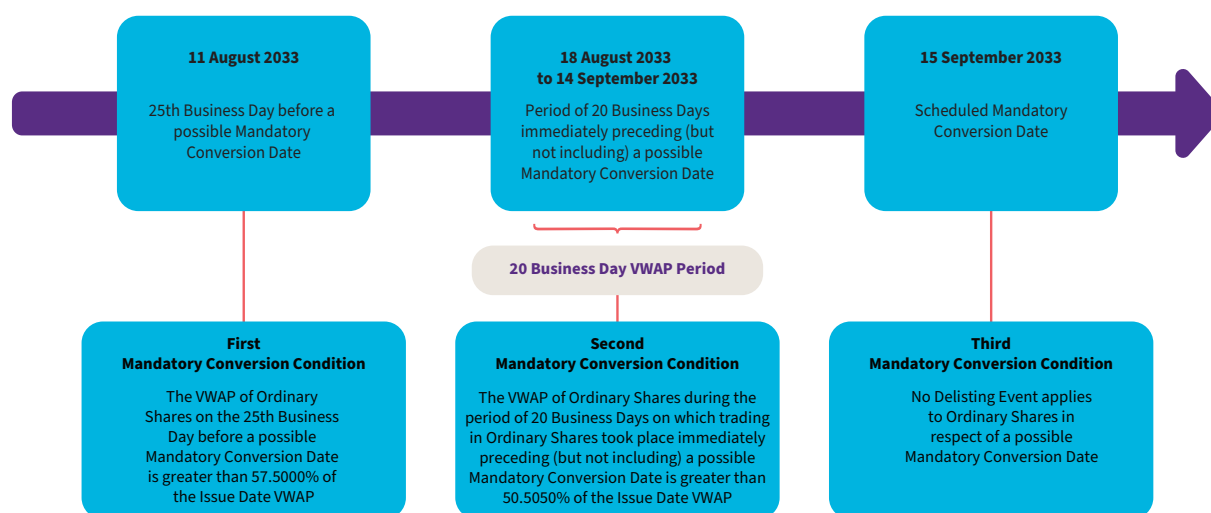 11 August 2033
25th Business Day before a
possible Mandatory
Conversion Date
18 August 2033
to 14 September 2033
Period of 20 Business Days
immediately preceding (but
not including) a possible
Mandatory Conversion Date
15 September 2033
Scheduled Mandatory
Conversion Date
20 Business Day VWAP Period
First
Mandatory Conversion Condition
The VWAP of Ordinary
Shares on the 25th Business
Day before a possible
Mandatory Conversion Date
is greater than 57.5000% of
the Issue Date VWAP
Second
Mandatory Conversion Condition
The VWAP of Ordinary Shares during the
period of 20 Business Days on which trading
in Ordinary Shares took place immediately
preceding (but not including) a possible
Mandatory Conversion Date is greater than
50.5050% of the Issue Date VWAP
Third
Mandatory Conversion Condition
No Delisting Event applies
to Ordinary Shares in
respect of a possible
Mandatory Conversion Date